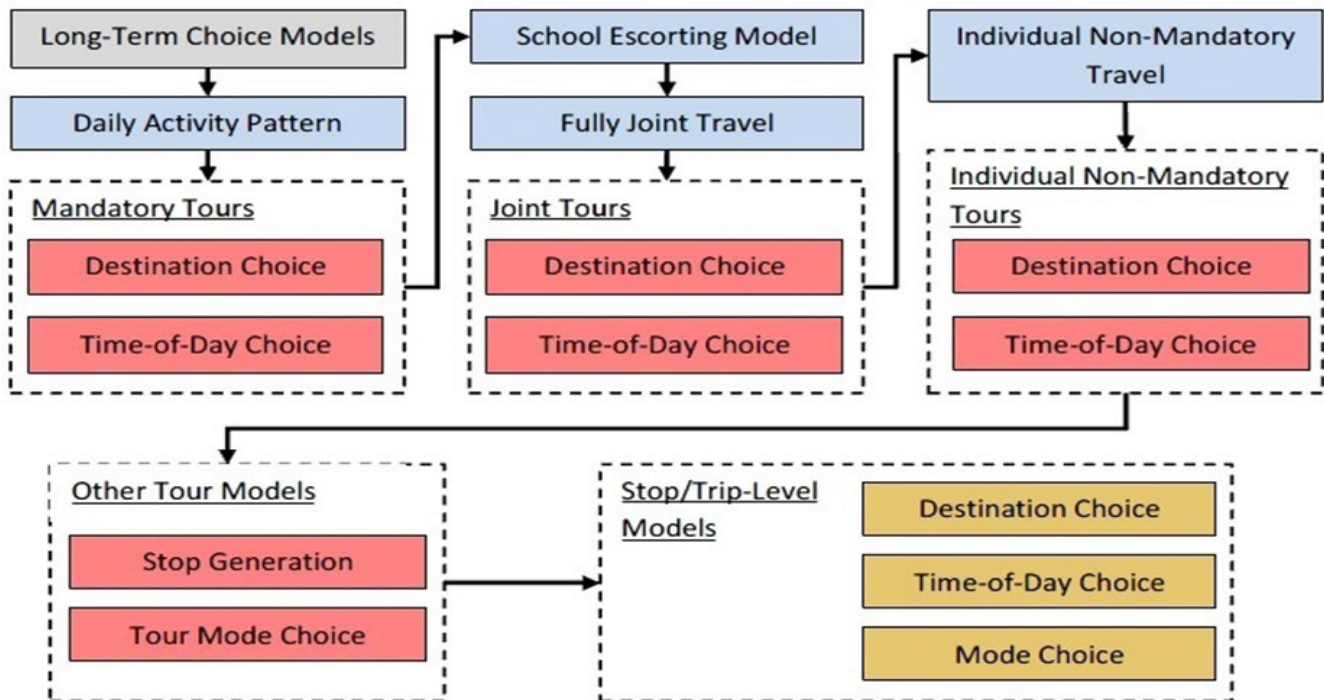 Long-Term Choice Models
Daily Activity Pattern
Mandatory Tours
Destination Choice
Time-of-Day Choice
School Escorting Model
Fully Joint Travel
Joint Tours
Destination Choice
Time-of-Day Choice
Individual Non-Mandatory
Travel
Individual Non-Mandatory
Tours
Destination Choice
Time-of-Day Choice
Other Tour Models
Stop Generation
Tour Mode Choice
Stop/Trip-Level
Models
Destination Choice
Time-of-Day Choice
Mode Choice